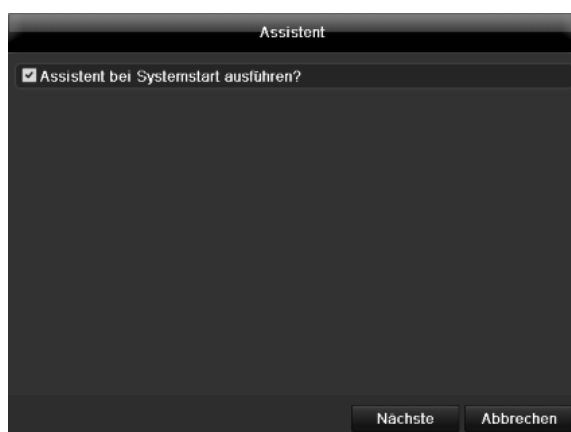 Assistent
Assistent bei Systemstart ausführen?
Nächste
Abbrechen